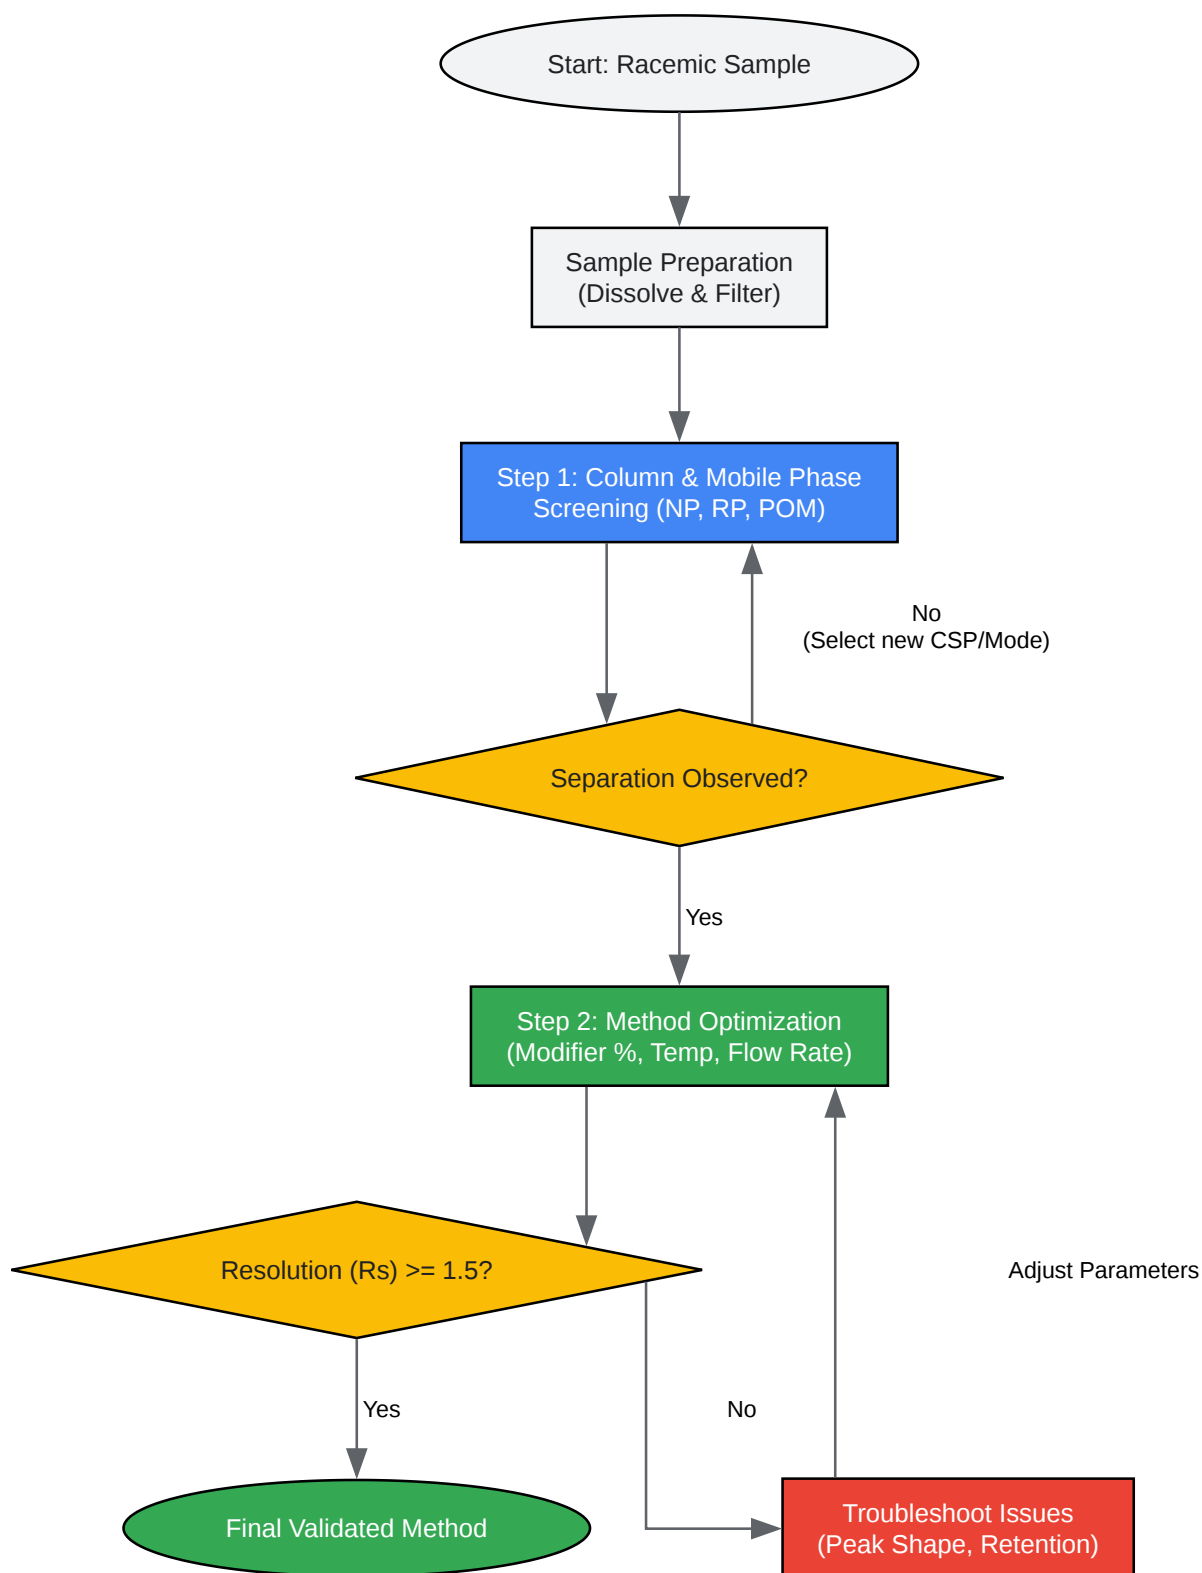 Start: Racemic Sample
Sample Preparation
(Dissolve & Filter)
Step 1: Column & Mobile Phase
Screening (NP, RP, POM)
No
(Select new CSP/Mode)
Separation Observed?
Yes
Step 2: Method Optimization
(Modifier %, Temp, Flow Rate)
Resolution (Rs) >= 1.5?
Adjust Parameters
Yes
No
Final Validated Method
Troubleshoot Issues
(Peak Shape, Retention)